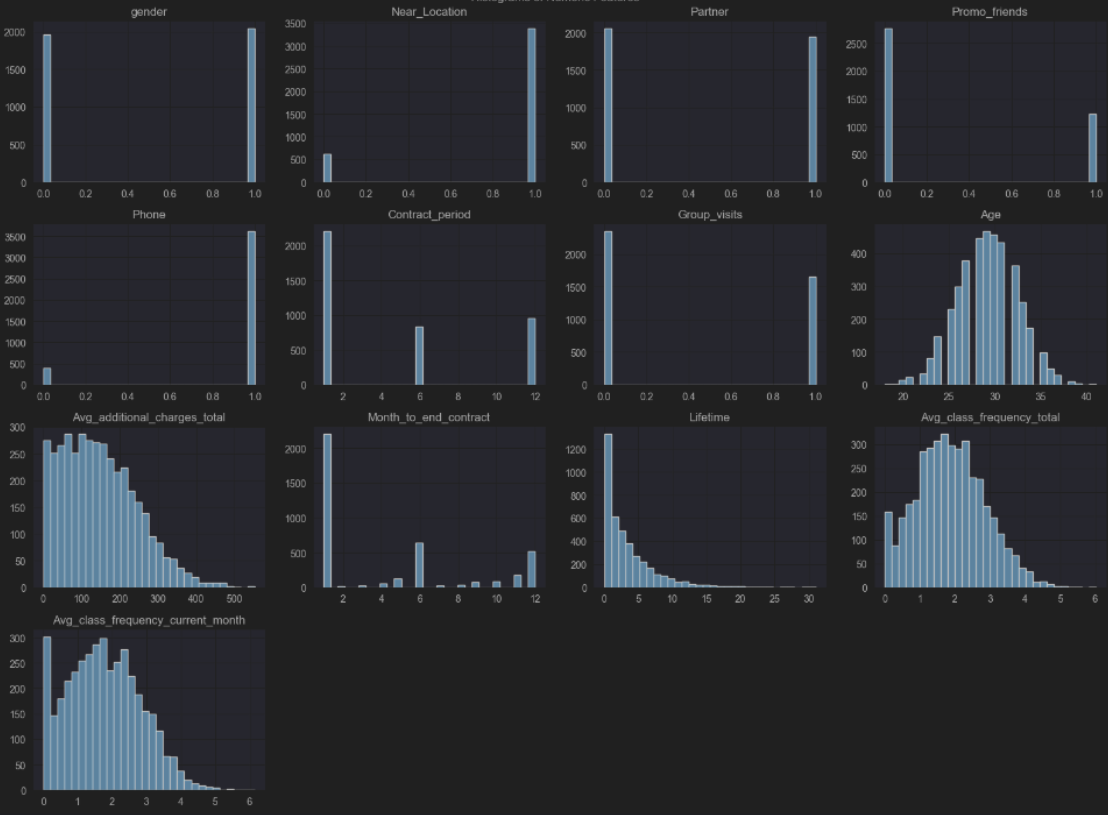 gender Near_Location Partner Promo_friends
2000 3500 2000 2500
1500 3000 1500 2000
1000 2500 1000 1500
500 2000 500 1000
0 1500 0 500
1000 0
500
0
0.0 0.2 0.4 0.6 0.8 1.0 0.0 0.2 0.4 0.6 0.8 1.0 0.0 0.2 0.4 0.6 0.8 1.0 0.0 0.2 0.4 0.6 0.8 1.0
Phone Contract_period Group_visits Age
3500 2000 2000 400
3000 1500 1500 300
2500 1000 1000 200
2000 500 500 100
1500 0 0 0
1000
500
0
0.0 0.2 0.4 0.6 0.8 1.0 2 4 6 8 10 12 0.0 0.2 0.4 0.6 0.8 1.0 20 25 30 35 40
Avg_additional_charges_total Month_to_end_contract Lifetime Avg_class_frequency_total
300 2000 1200 300
250 1500 1000 250
200 1000 800 200
150 500 600 150
100 0 400 100
50 200 50
0 0 0
0 100 200 300 400 500 2 4 6 8 10 12 0 5 10 15 20 25 30 0 1 2 3 4 5 6
Avg_class_frequency_current_month
300
250
200
150
100
50
0
0 1 2 3 4 5 6